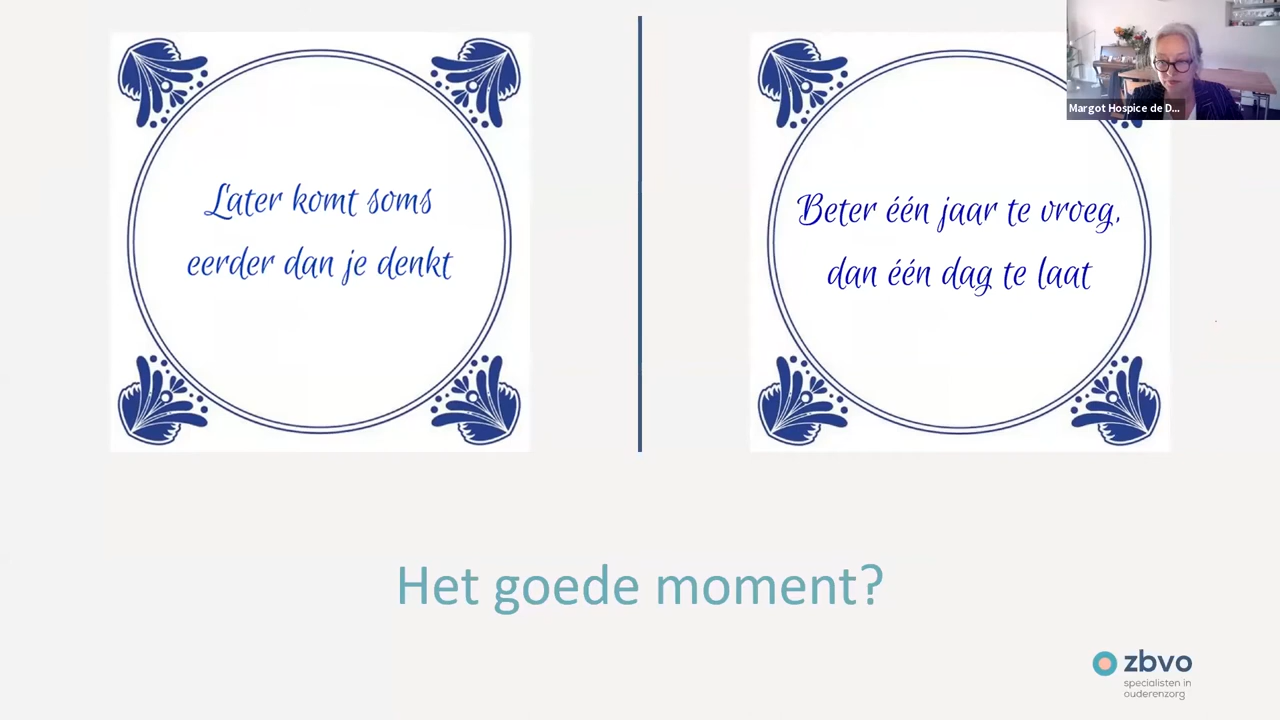 Later komt soms
eerder dan je denkt
Beter één jaar te vroeg,
dan één dag te laat
Margot Hospice de D...
Het goede moment?
zbvo
specialisten in
ouderenzorg